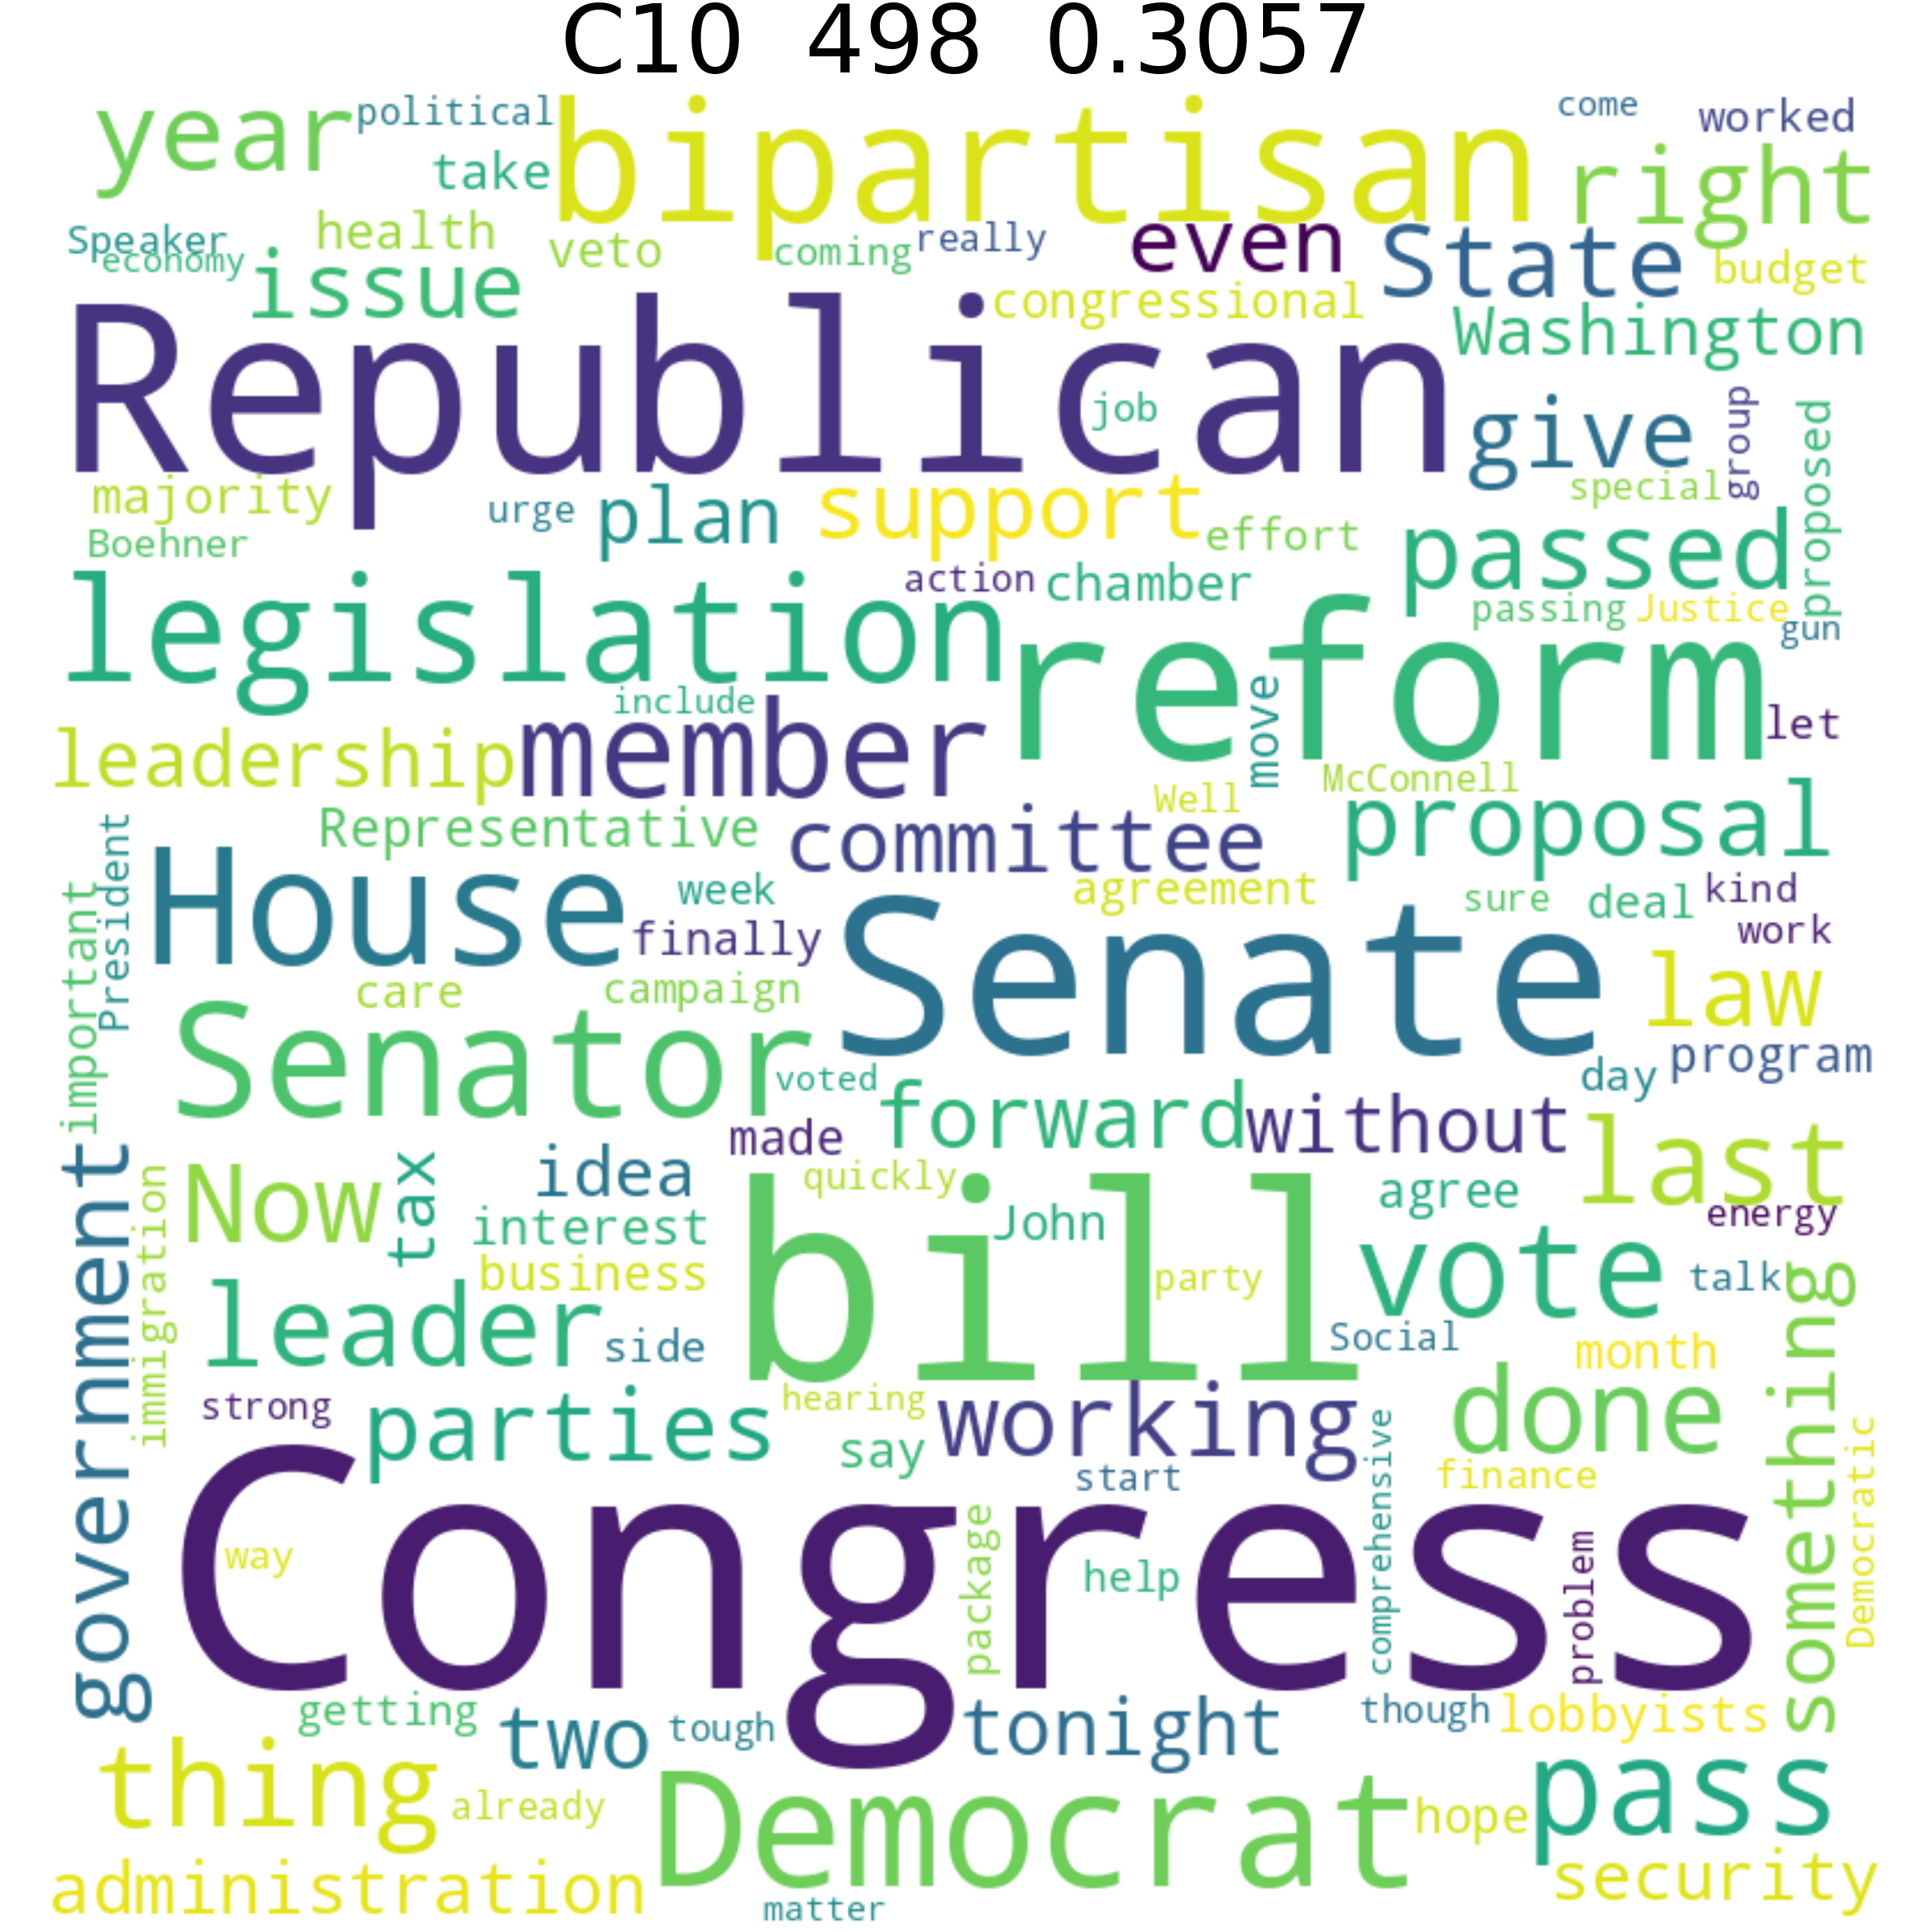 C10 498 0.3057
year political bipartisan come worked
take right
Speaker health veto coming really even State budget
economy issue congressional Washington
Republican job give group proposed
majority urge plan support effort special
Boehner passed
legislation action chamber passing Justice gun
reform
include move let
leadership member McConnell
Representative committee Well proposal
President House week agreement sure deal kind
important finally Senate work
care campaign law
Senator voted day program
forward without
made last
government immigration Now tax idea quickly agree energy
interest bill John vote
business party talk something
leader side Social month
strong parties hearing working done
say start comprehensive finance Democratic
Congress
way package help problem
getting two tough tonight though lobbyists
thing already Democrat hope pass
administration matter security